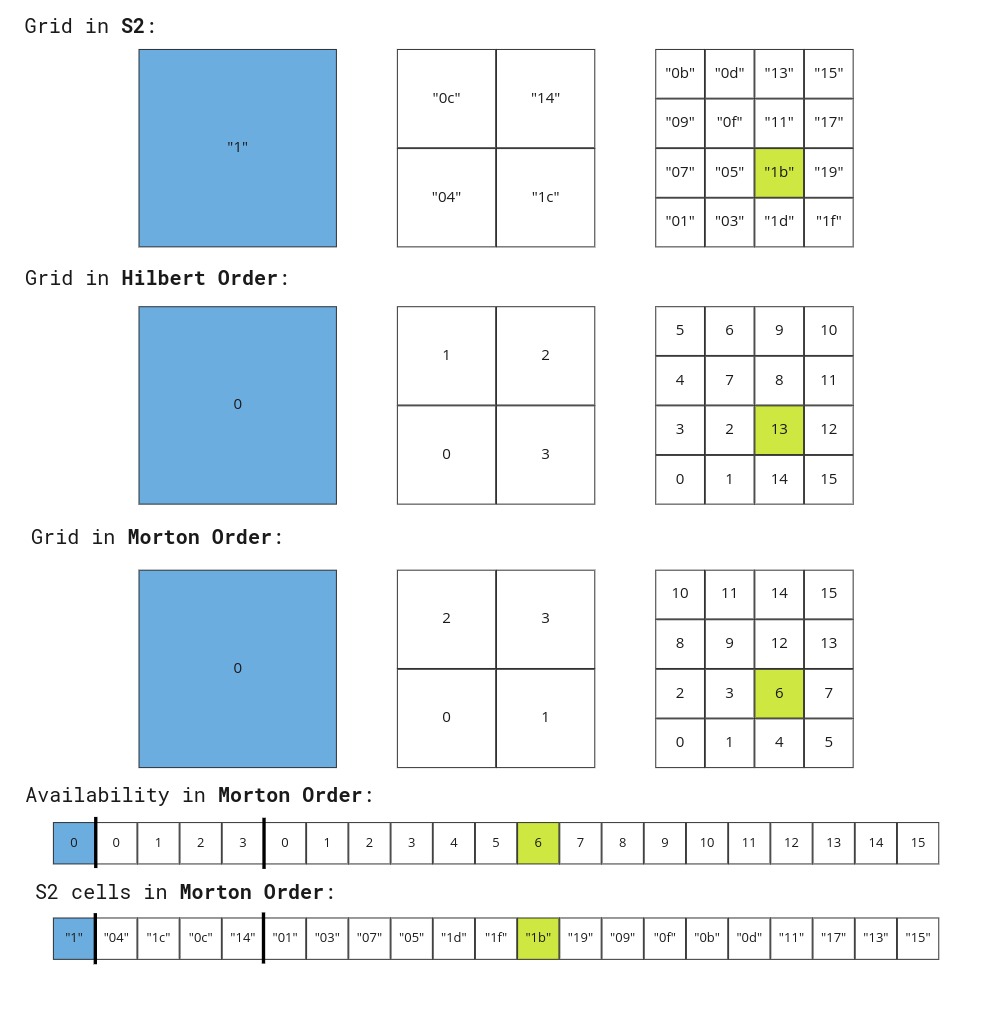 Grid in S2:
"1" "0c" "14" "04" "1c"
"0b" "0d" "13" "15"
"09" "0f" "11" "17"
"07" "05" "1b" "19"
"01" "03" "1d" "1f"
Grid in Hilbert Order:
0 1 2 0 3
5 6 9 10
4 7 8 11
3 2 13 12
0 1 14 15
Grid in Morton Order:
0 2 3 0 1
10 11 14 15
8 9 12 13
2 3 6 7
0 1 4 5
Availability in Morton Order:
0 0 1 2 3 0 1 2 3 4 5 6 7 8 9 10 11 12 13 14 15
S2 cells in Morton Order:
"1" "04" "1c" "0c" "14" "01" "03" "07" "05" "1d" "1f" "1b" "19" "09" "0f" "0b" "0d" "11" "17" "13" "15"